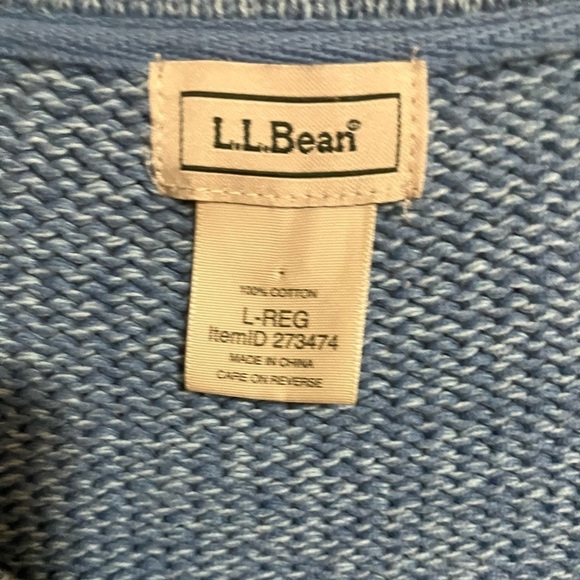 L.L.Bean®
100% COTTON
L-REG
ItemID 273474
MADE IN CHINA
CARE ON REVERSE